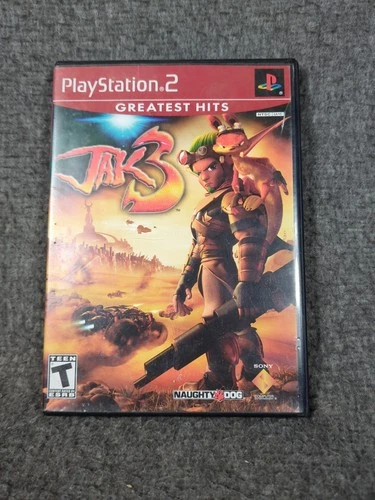 PlayStation®2
GREATEST HITS
JAK 3
TEEN
T
ESRB
NAUGHTY DOG
SONY